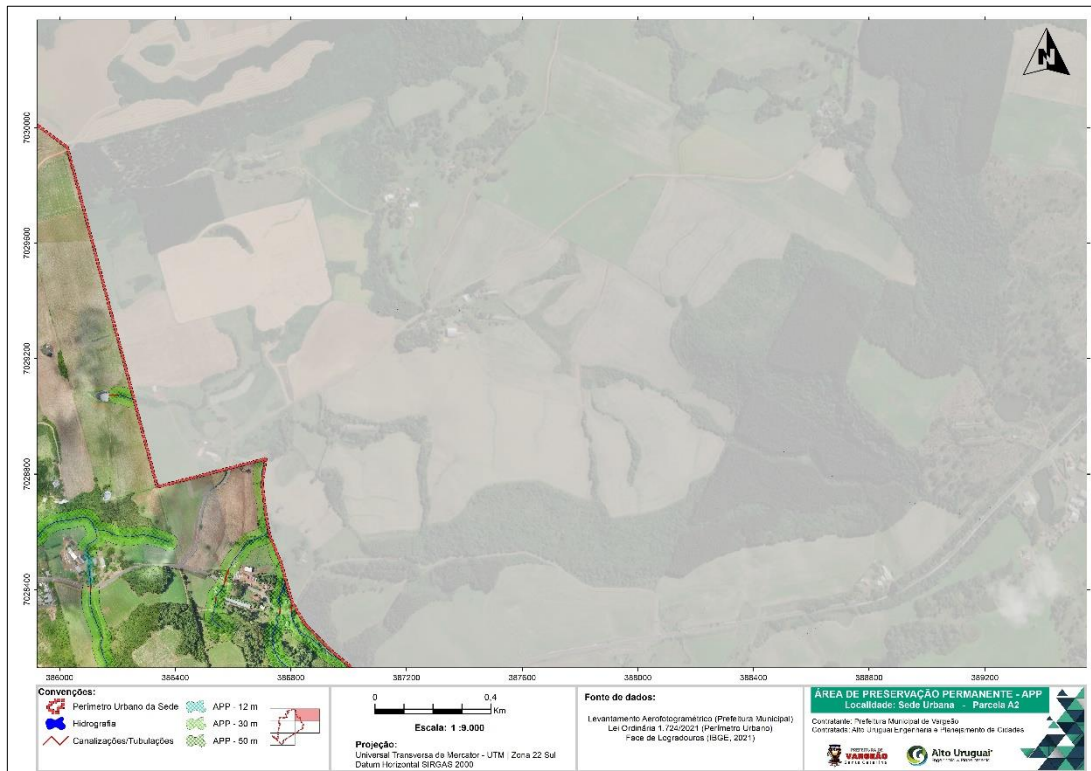 N
7030000
7029600
7029200
7028800
7028400
386000
386400
386800
387200
387600
388000
388400
388800
389200
Convenções:
Perímetro Urbano da Sede
Hidrografia
Canalizações/Tubulações
APP - 12 m
APP - 30 m
APP - 50 m
0 0,4
Km
Escala: 1:9.000
Projeção:
Universal Transversa de Mercator - UTM | Zona 22 Sul
Datum Horizontal SIRGAS 2000
Fonte de dados:
Levantamento Aerofotogramétrico (Prefeitura Municipal)
Lei Ordinária 1.724/2021 (Perímetro Urbano)
Face de Logradouros (IBGE, 2021)
ÁREA DE PRESERVAÇÃO PERMANENTE - APP
Localidade: Sede Urbana - Parcela A2
Contratante: Prefeitura Municipal de Vargeão
Contratada: Alto Uruguai Engenharia e Planejamento de Cidades
PREFEITURA DE
VARGEÃO
SANTA CATARINA
Alto Uruguai